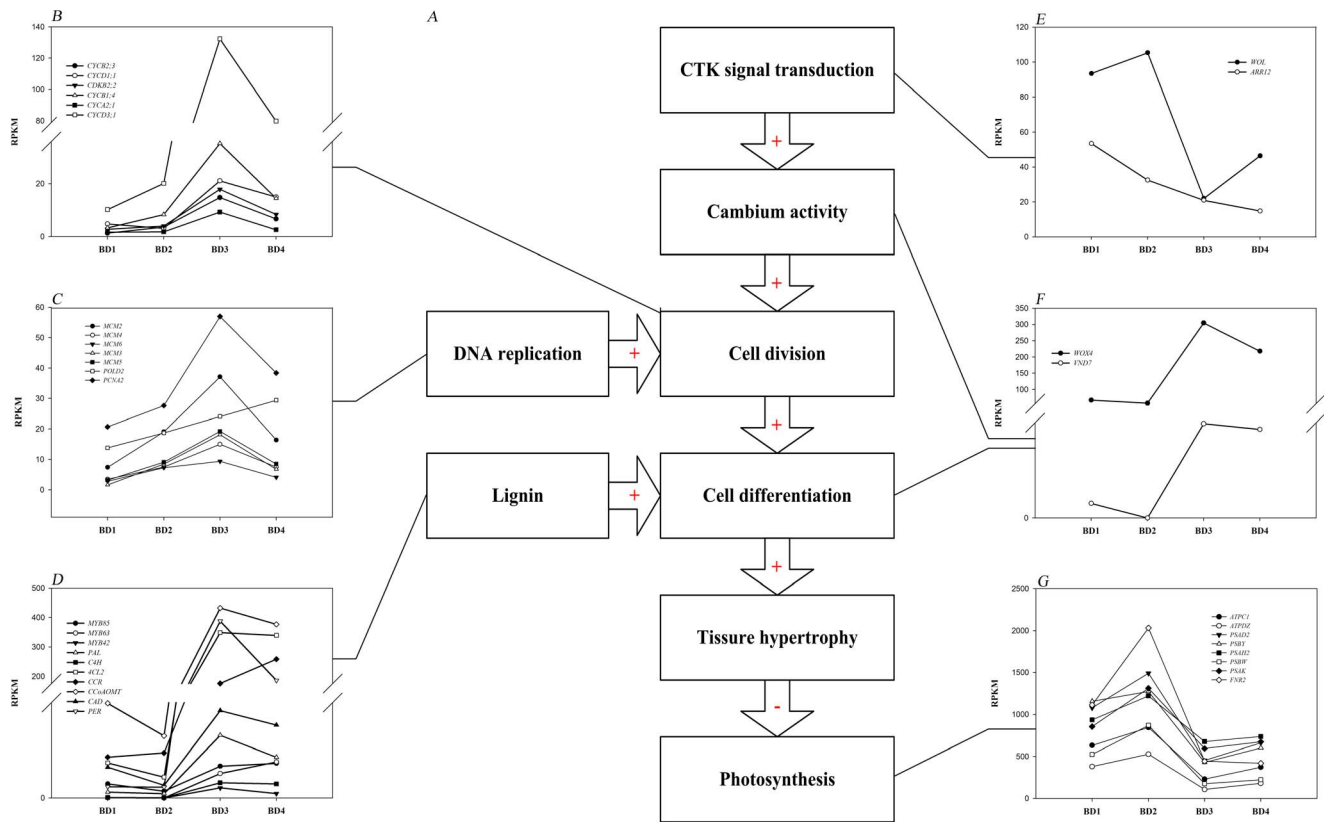 B
140
120
100
80
20
0
RPKM
CYCB2;3
CYCD1;1
CDKB2;2
CYCB1;4
CYCA2;1
CYCD3;1
BD1 BD2 BD3 BD4
C
60
50
40
30
20
10
0
RPKM
MCM2
MCM4
MCM6
MCM3
MCM5
POLD2
PCNA2
BD1 BD2 BD3 BD4
D
500
400
300
200
0
RPKM
MYB85
MYB63
MYB42
PAL
C4H
4CL2
CCR
CCoAOMT
CAD
PER
BD1 BD2 BD3 BD4
A
CTK signal transduction
+
Cambium activity
+
DNA replication
+
Cell division
+
Lignin
+
Cell differentiation
+
Tissure hypertrophy
-
Photosynthesis
E
120
100
80
60
40
20
0
RPKM
WOL
ARR12
BD1 BD2 BD3 BD4
F
350
300
250
200
150
100
50
0
RPKM
WOX4
VND7
BD1 BD2 BD3 BD4
G
2500
2000
1500
1000
500
0
RPKM
ATPC1
ATPDZ
PSAD2
PSBY
PSAH2
PSBW
PSAK
FNR2
BD1 BD2 BD3 BD4